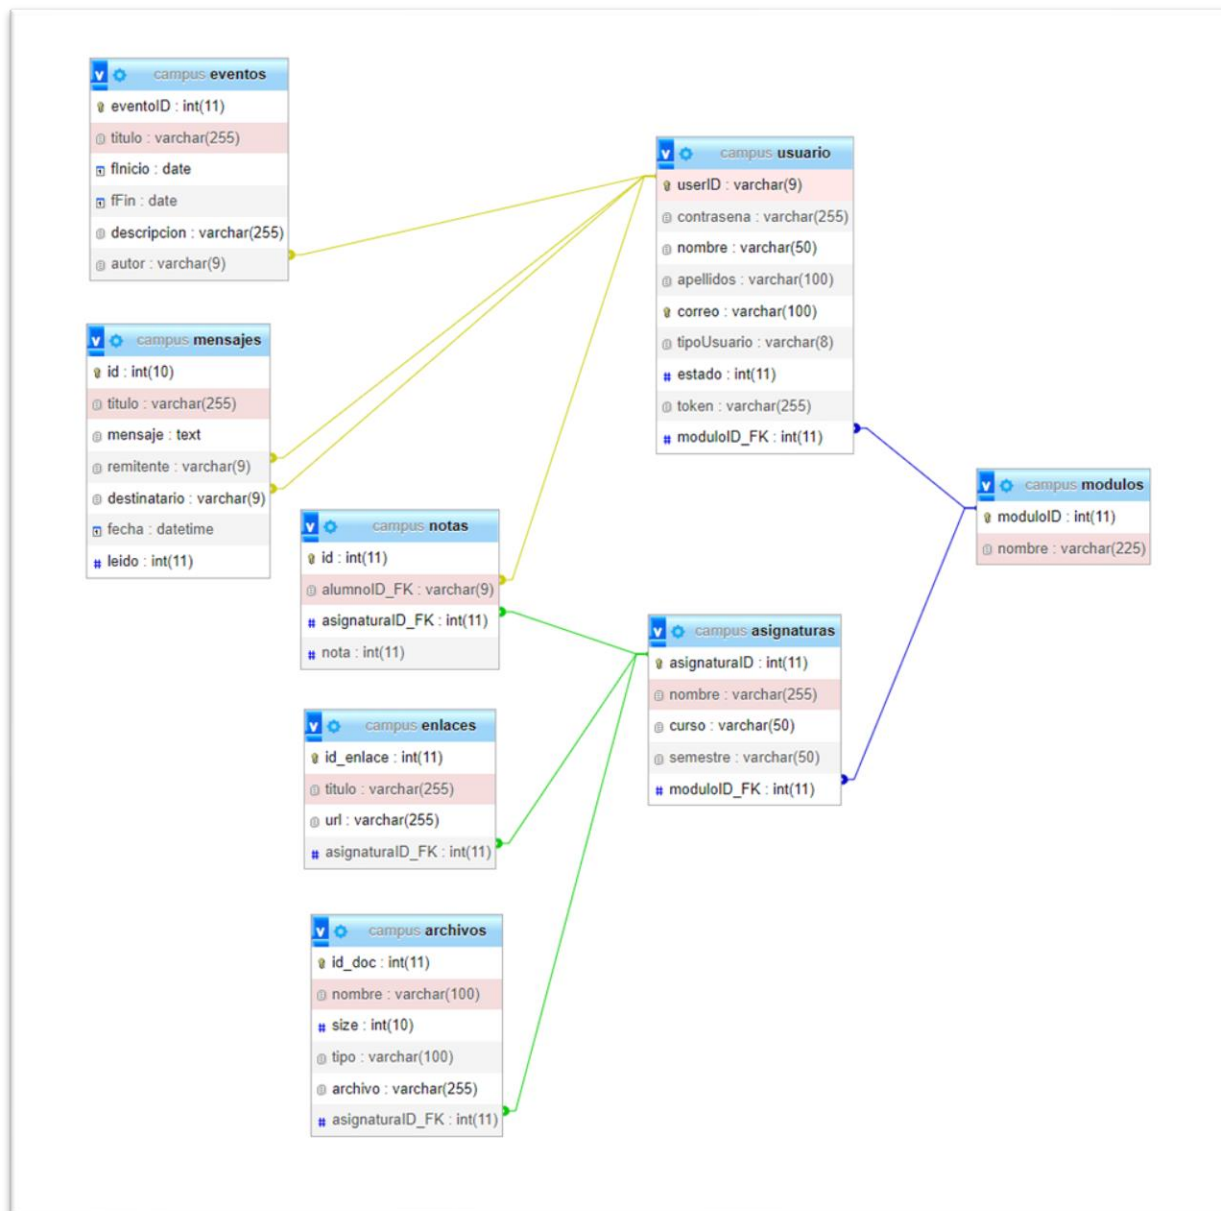 campus eventos
eventoID : int(11)
titulo : varchar(255)
fInicio : date
fFin : date
descripcion : varchar(255)
autor : varchar(9)
campus usuario
userID : varchar(9)
contrasena : varchar(255)
nombre : varchar(50)
apellidos : varchar(100)
correo : varchar(100)
tipoUsuario : varchar(8)
estado : int(11)
token : varchar(255)
moduloID_FK : int(11)
campus mensajes
id : int(10)
titulo : varchar(255)
mensaje : text
remitente : varchar(9)
destinatario : varchar(9)
fecha : datetime
leido : int(11)
campus modulos
moduloID : int(11)
nombre : varchar(225)
campus notas
id : int(11)
alumnoID_FK : varchar(9)
asignaturaID_FK : int(11)
nota : int(11)
campus asignaturas
asignaturaID : int(11)
nombre : varchar(255)
curso : varchar(50)
semestre : varchar(50)
moduloID_FK : int(11)
campus enlaces
id_enlace : int(11)
titulo : varchar(255)
url : varchar(255)
asignaturaID_FK : int(11)
campus archivos
id_doc : int(11)
nombre : varchar(100)
size : int(10)
tipo : varchar(100)
archivo : varchar(255)
asignaturaID_FK : int(11)